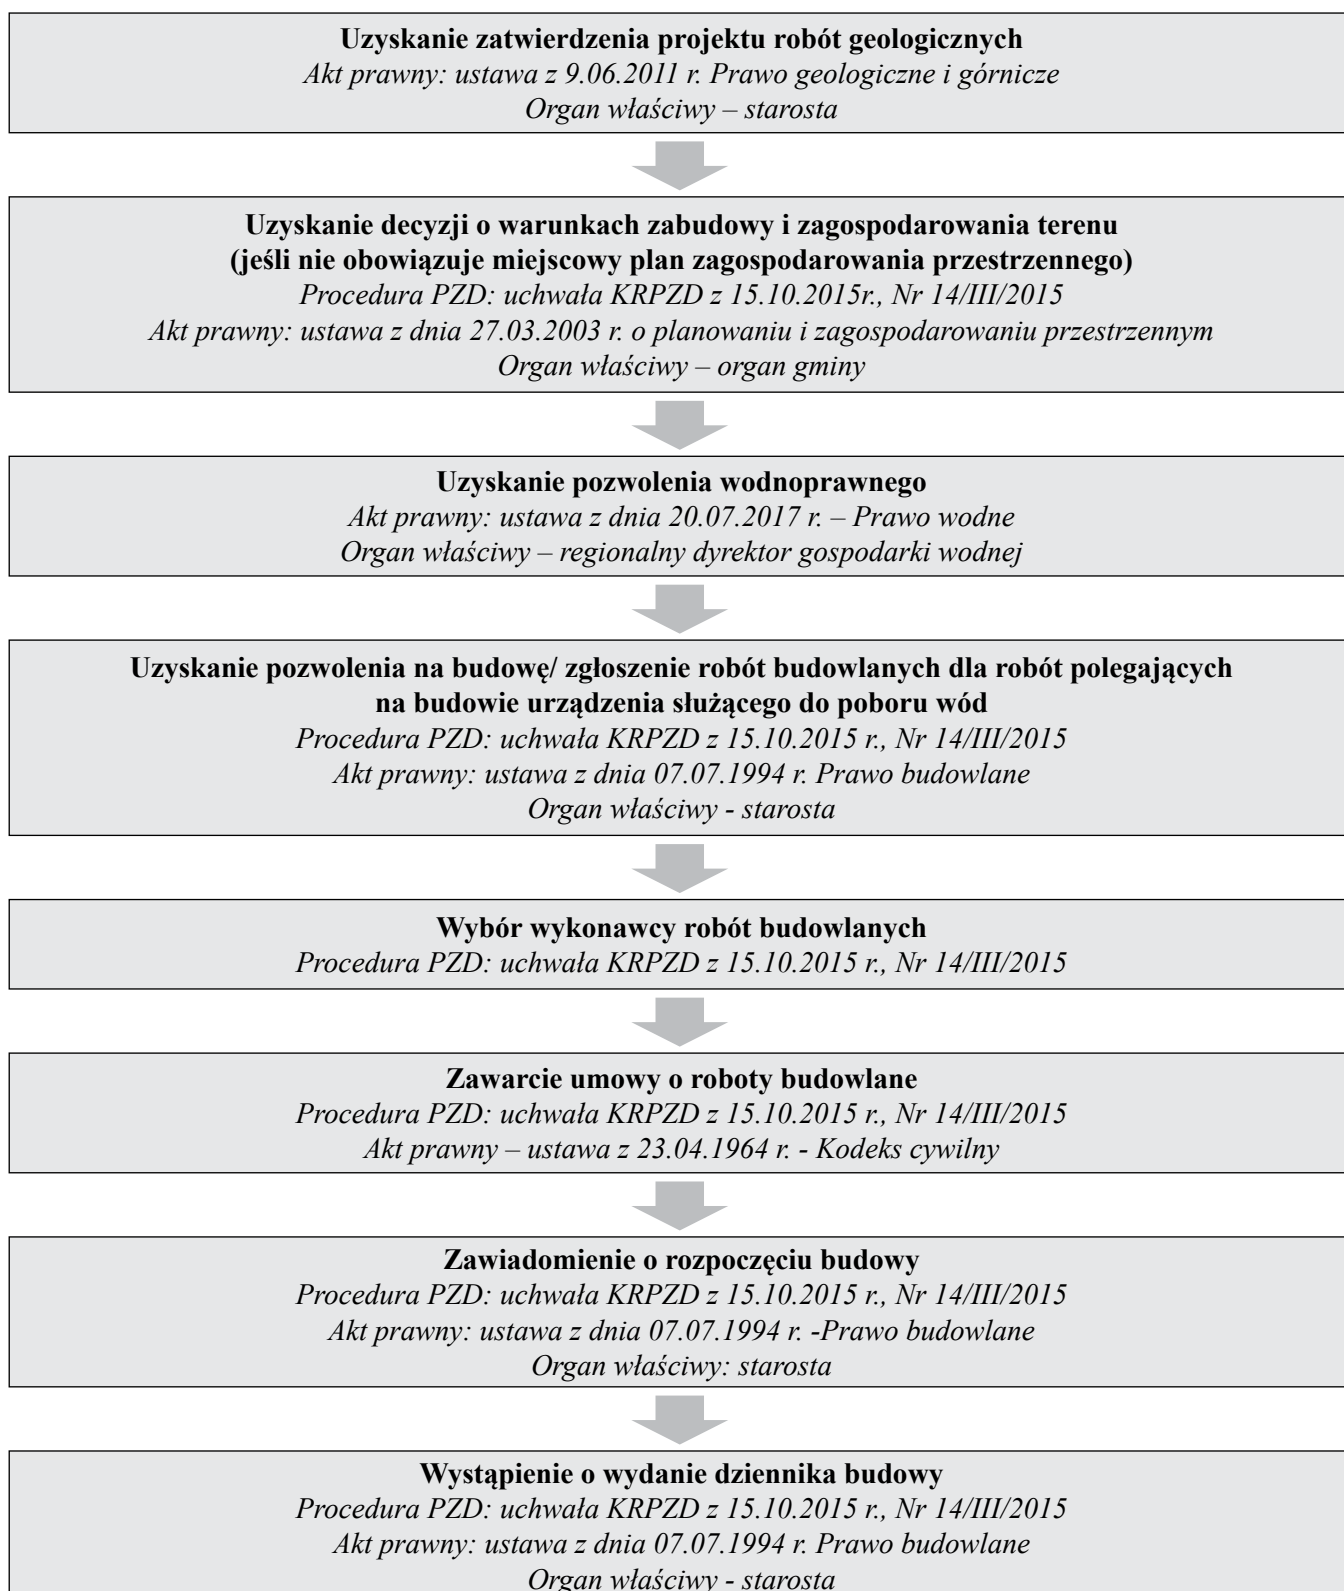 Uzyskanie zatwierdzenia projektu robót geologicznych
Akt prawny: ustawa z 9.06.2011 r. Prawo geologiczne i górnicze
Organ właściwy – starosta
Uzyskanie decyzji o warunkach zabudowy i zagospodarowania terenu
(jeśli nie obowiązuje miejscowy plan zagospodarowania przestrzennego)
Procedura PZD: uchwała KRPZD z 15.10.2015r., Nr 14/III/2015
Akt prawny: ustawa z dnia 27.03.2003 r. o planowaniu i zagospodarowaniu przestrzennym
Organ właściwy – organ gminy
Uzyskanie pozwolenia wodnoprawnego
Akt prawny: ustawa z dnia 20.07.2017 r. – Prawo wodne
Organ właściwy – regionalny dyrektor gospodarki wodnej
Uzyskanie pozwolenia na budowę/ zgłoszenie robót budowlanych dla robót polegających
na budowie urządzenia służącego do poboru wód
Procedura PZD: uchwała KRPZD z 15.10.2015 r., Nr 14/III/2015
Akt prawny: ustawa z dnia 07.07.1994 r. Prawo budowlane
Organ właściwy - starosta
Wybór wykonawcy robót budowlanych
Procedura PZD: uchwała KRPZD z 15.10.2015 r., Nr 14/III/2015
Zawarcie umowy o roboty budowlane
Procedura PZD: uchwała KRPZD z 15.10.2015 r., Nr 14/III/2015
Akt prawny – ustawa z 23.04.1964 r. - Kodeks cywilny
Zawiadomienie o rozpoczęciu budowy
Procedura PZD: uchwała KRPZD z 15.10.2015 r., Nr 14/III/2015
Akt prawny: ustawa z dnia 07.07.1994 r. -Prawo budowlane
Organ właściwy: starosta
Wystąpienie o wydanie dziennika budowy
Procedura PZD: uchwała KRPZD z 15.10.2015 r., Nr 14/III/2015
Akt prawny: ustawa z dnia 07.07.1994 r. Prawo budowlane
Organ właściwy - starosta